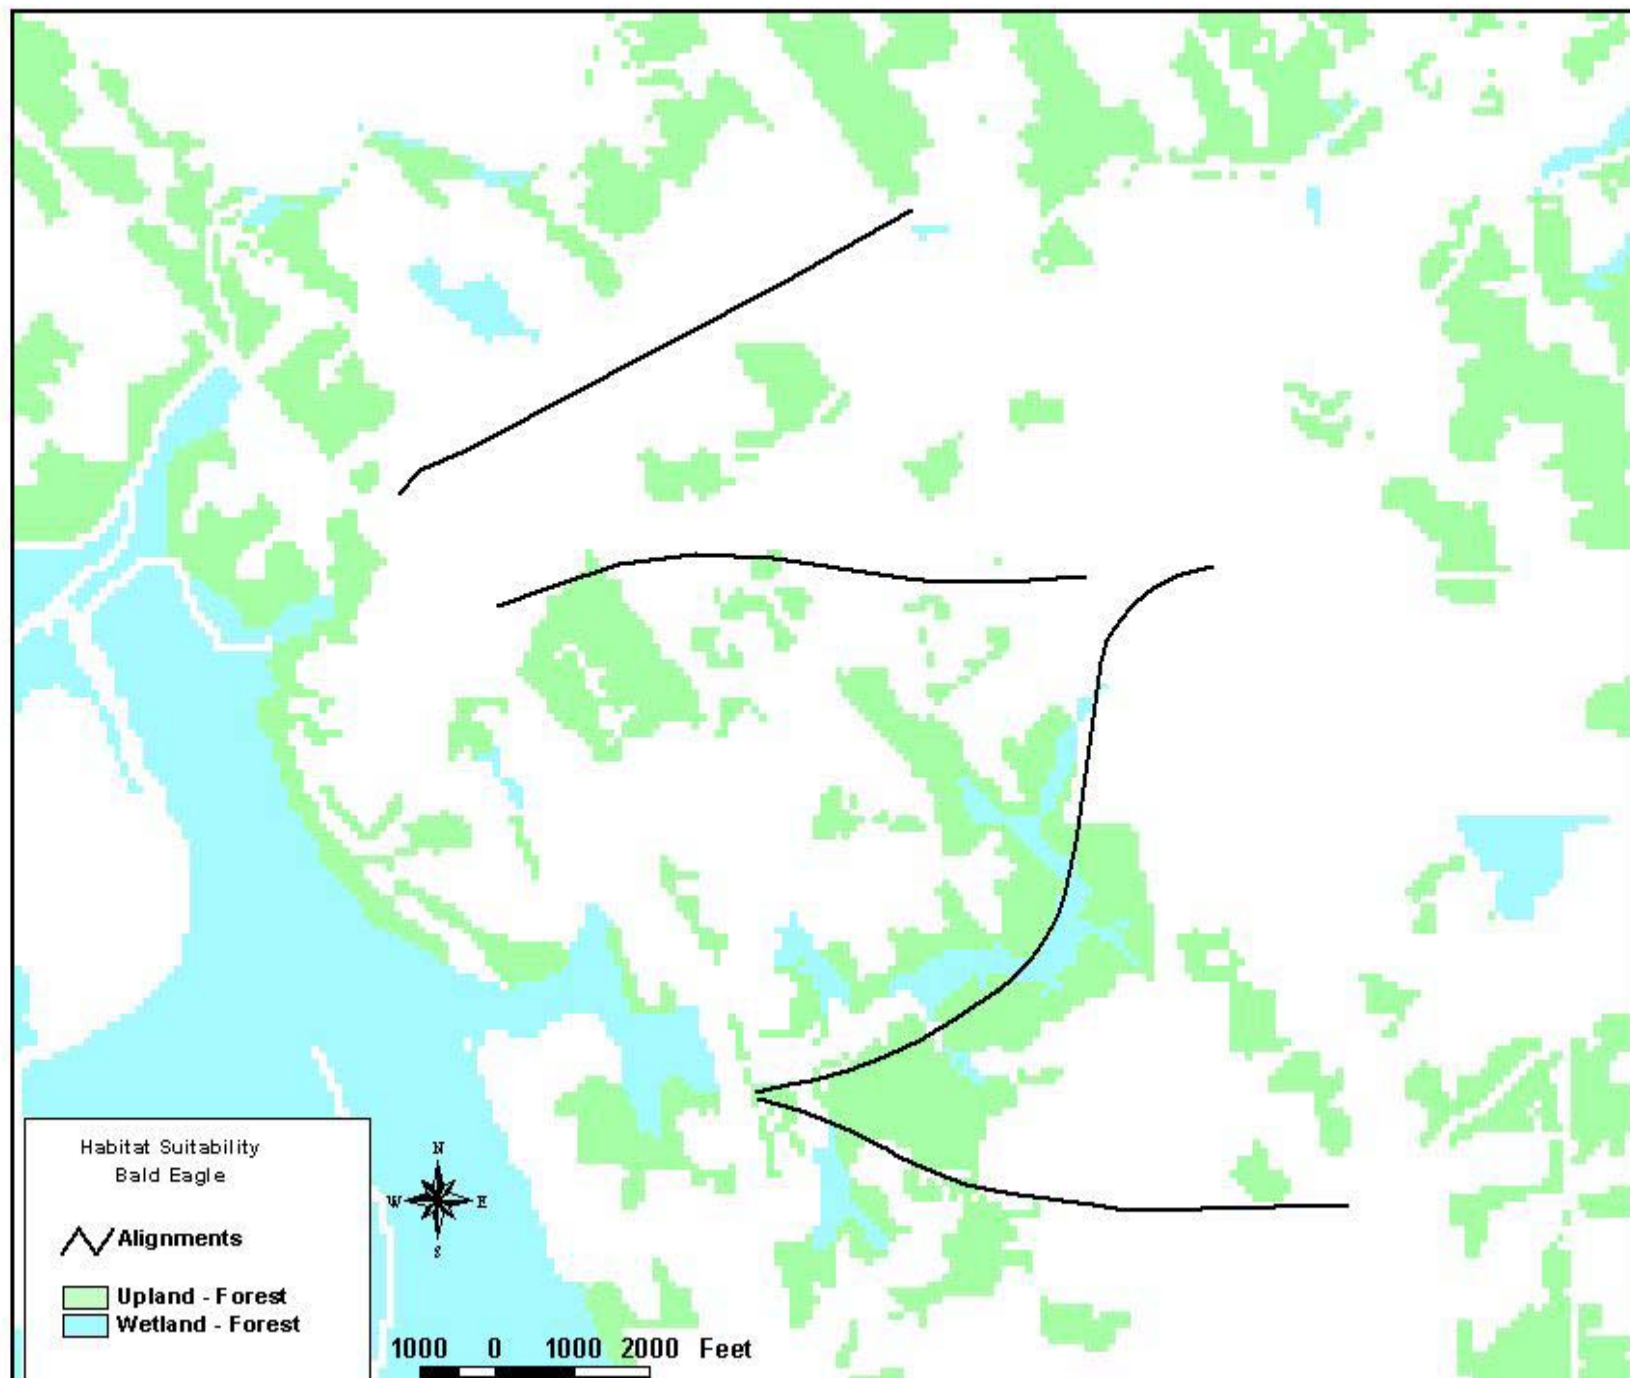 Habitat Suitability
Bald Eagle
N
W E
S
Alignments
Upland - Forest
Wetland - Forest
1000 0 1000 2000 Feet